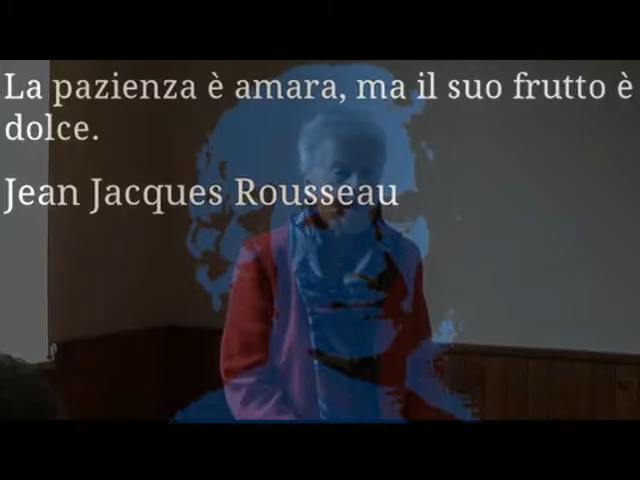 La pazienza è amara, ma il suo frutto è
dolce.
Jean Jacques Rousseau